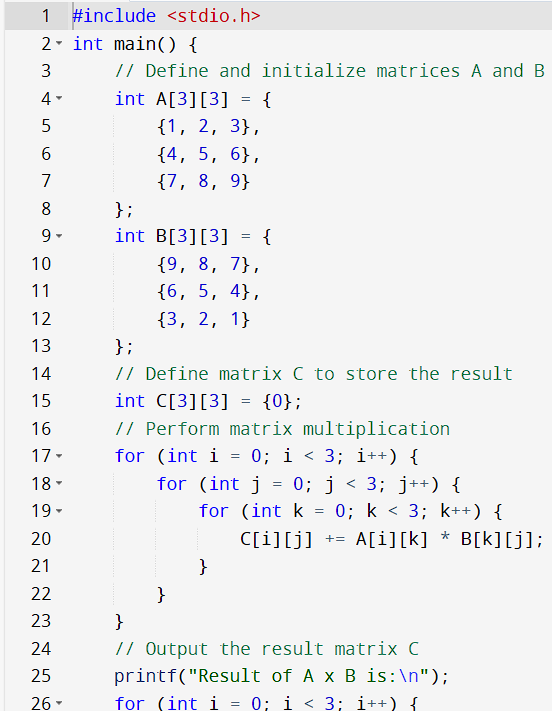 1 #include <stdio.h>
2 int main() {
3     // Define and initialize matrices A and B
4     int A[3][3] = {
5         {1, 2, 3},
6         {4, 5, 6},
7         {7, 8, 9}
8     };
9     int B[3][3] = {
10         {9, 8, 7},
11         {6, 5, 4},
12         {3, 2, 1}
13     };
14     // Define matrix C to store the result
15     int C[3][3] = {0};
16     // Perform matrix multiplication
17     for (int i = 0; i < 3; i++) {
18         for (int j = 0; j < 3; j++) {
19             for (int k = 0; k < 3; k++) {
20                 C[i][j] += A[i][k] * B[k][j];
21             }
22         }
23     }
24     // Output the result matrix C
25     printf("Result of A x B is:\n");
26     for (int i = 0; i < 3; i++) {